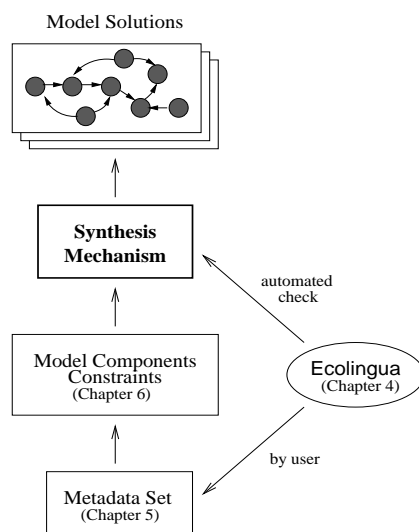 Model Solutions
Synthesis
Mechanism
automated
check
Model Components
Constraints
(Chapter 6)
Ecolingua
(Chapter 4)
by user
Metadata Set
(Chapter 5)